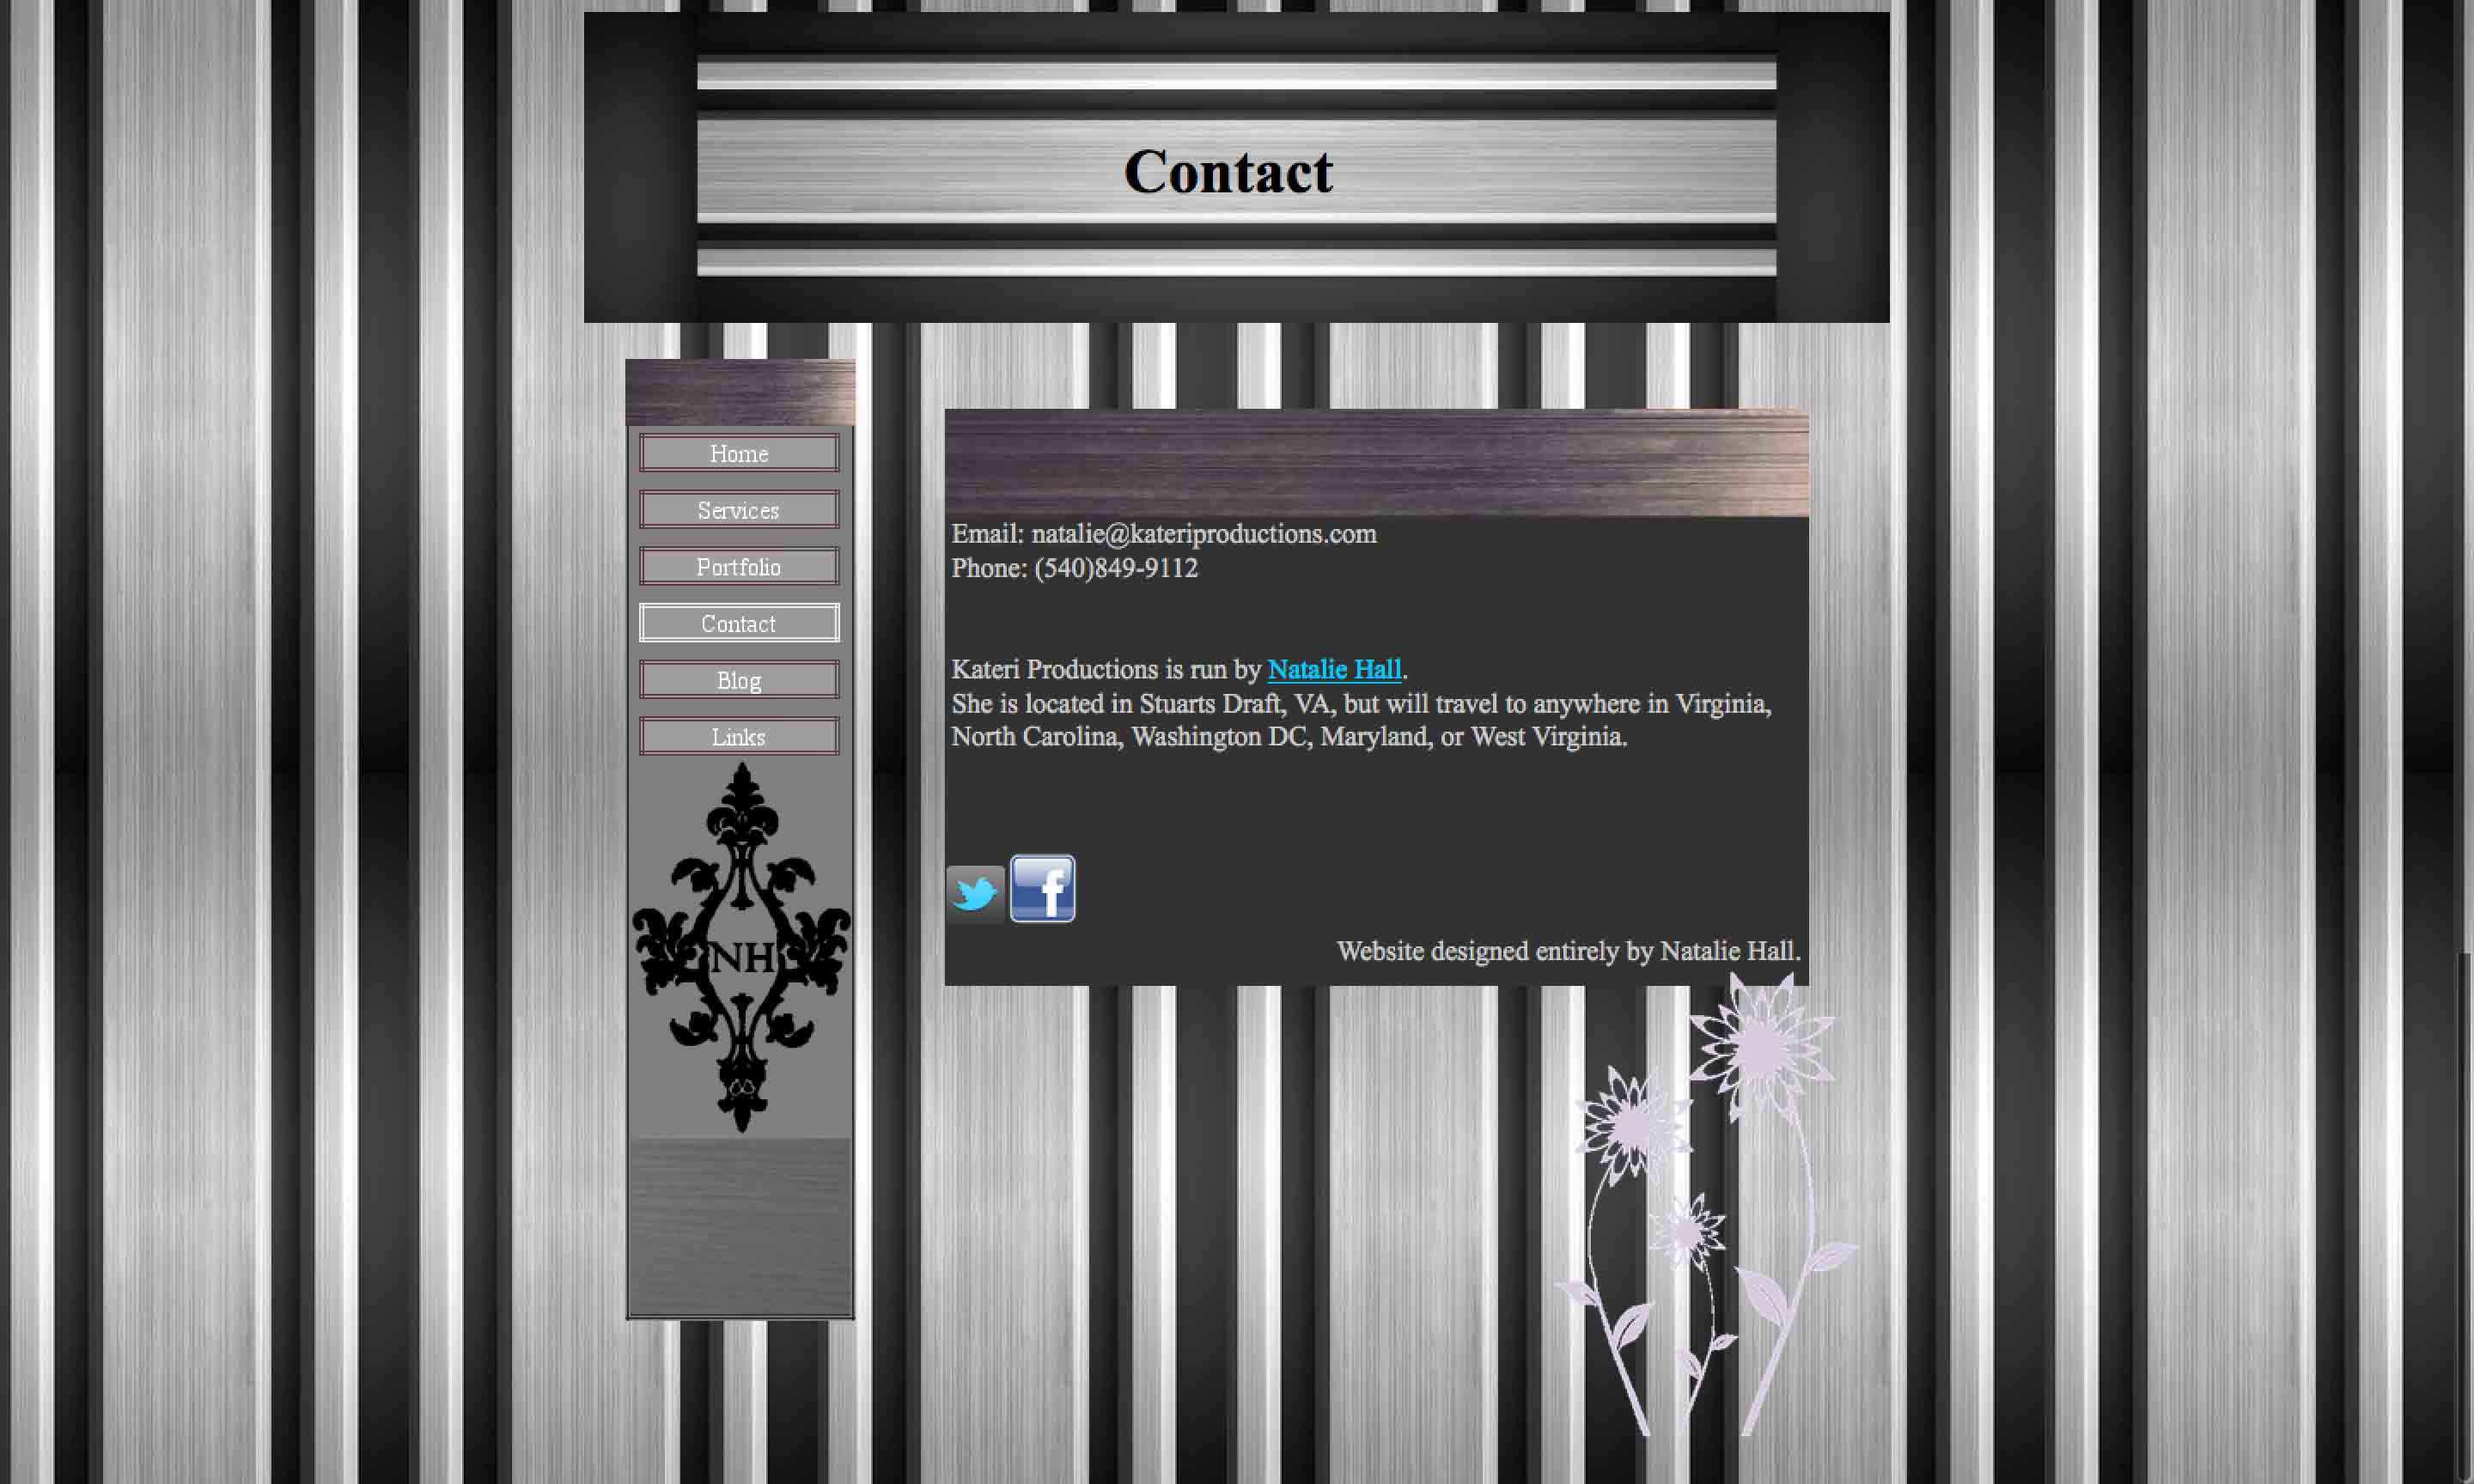 Contact
Home
Services
Portfolio
Contact
Blog
Links
NH
Email: natalie@kateriproductions.com
Phone: (540)849-9112
Kateri Productions is run by Natalie Hall.
She is located in Stuarts Draft, VA, but will travel to anywhere in Virginia,
North Carolina, Washington DC, Maryland, or West Virginia.
f
Website designed entirely by Natalie Hall.